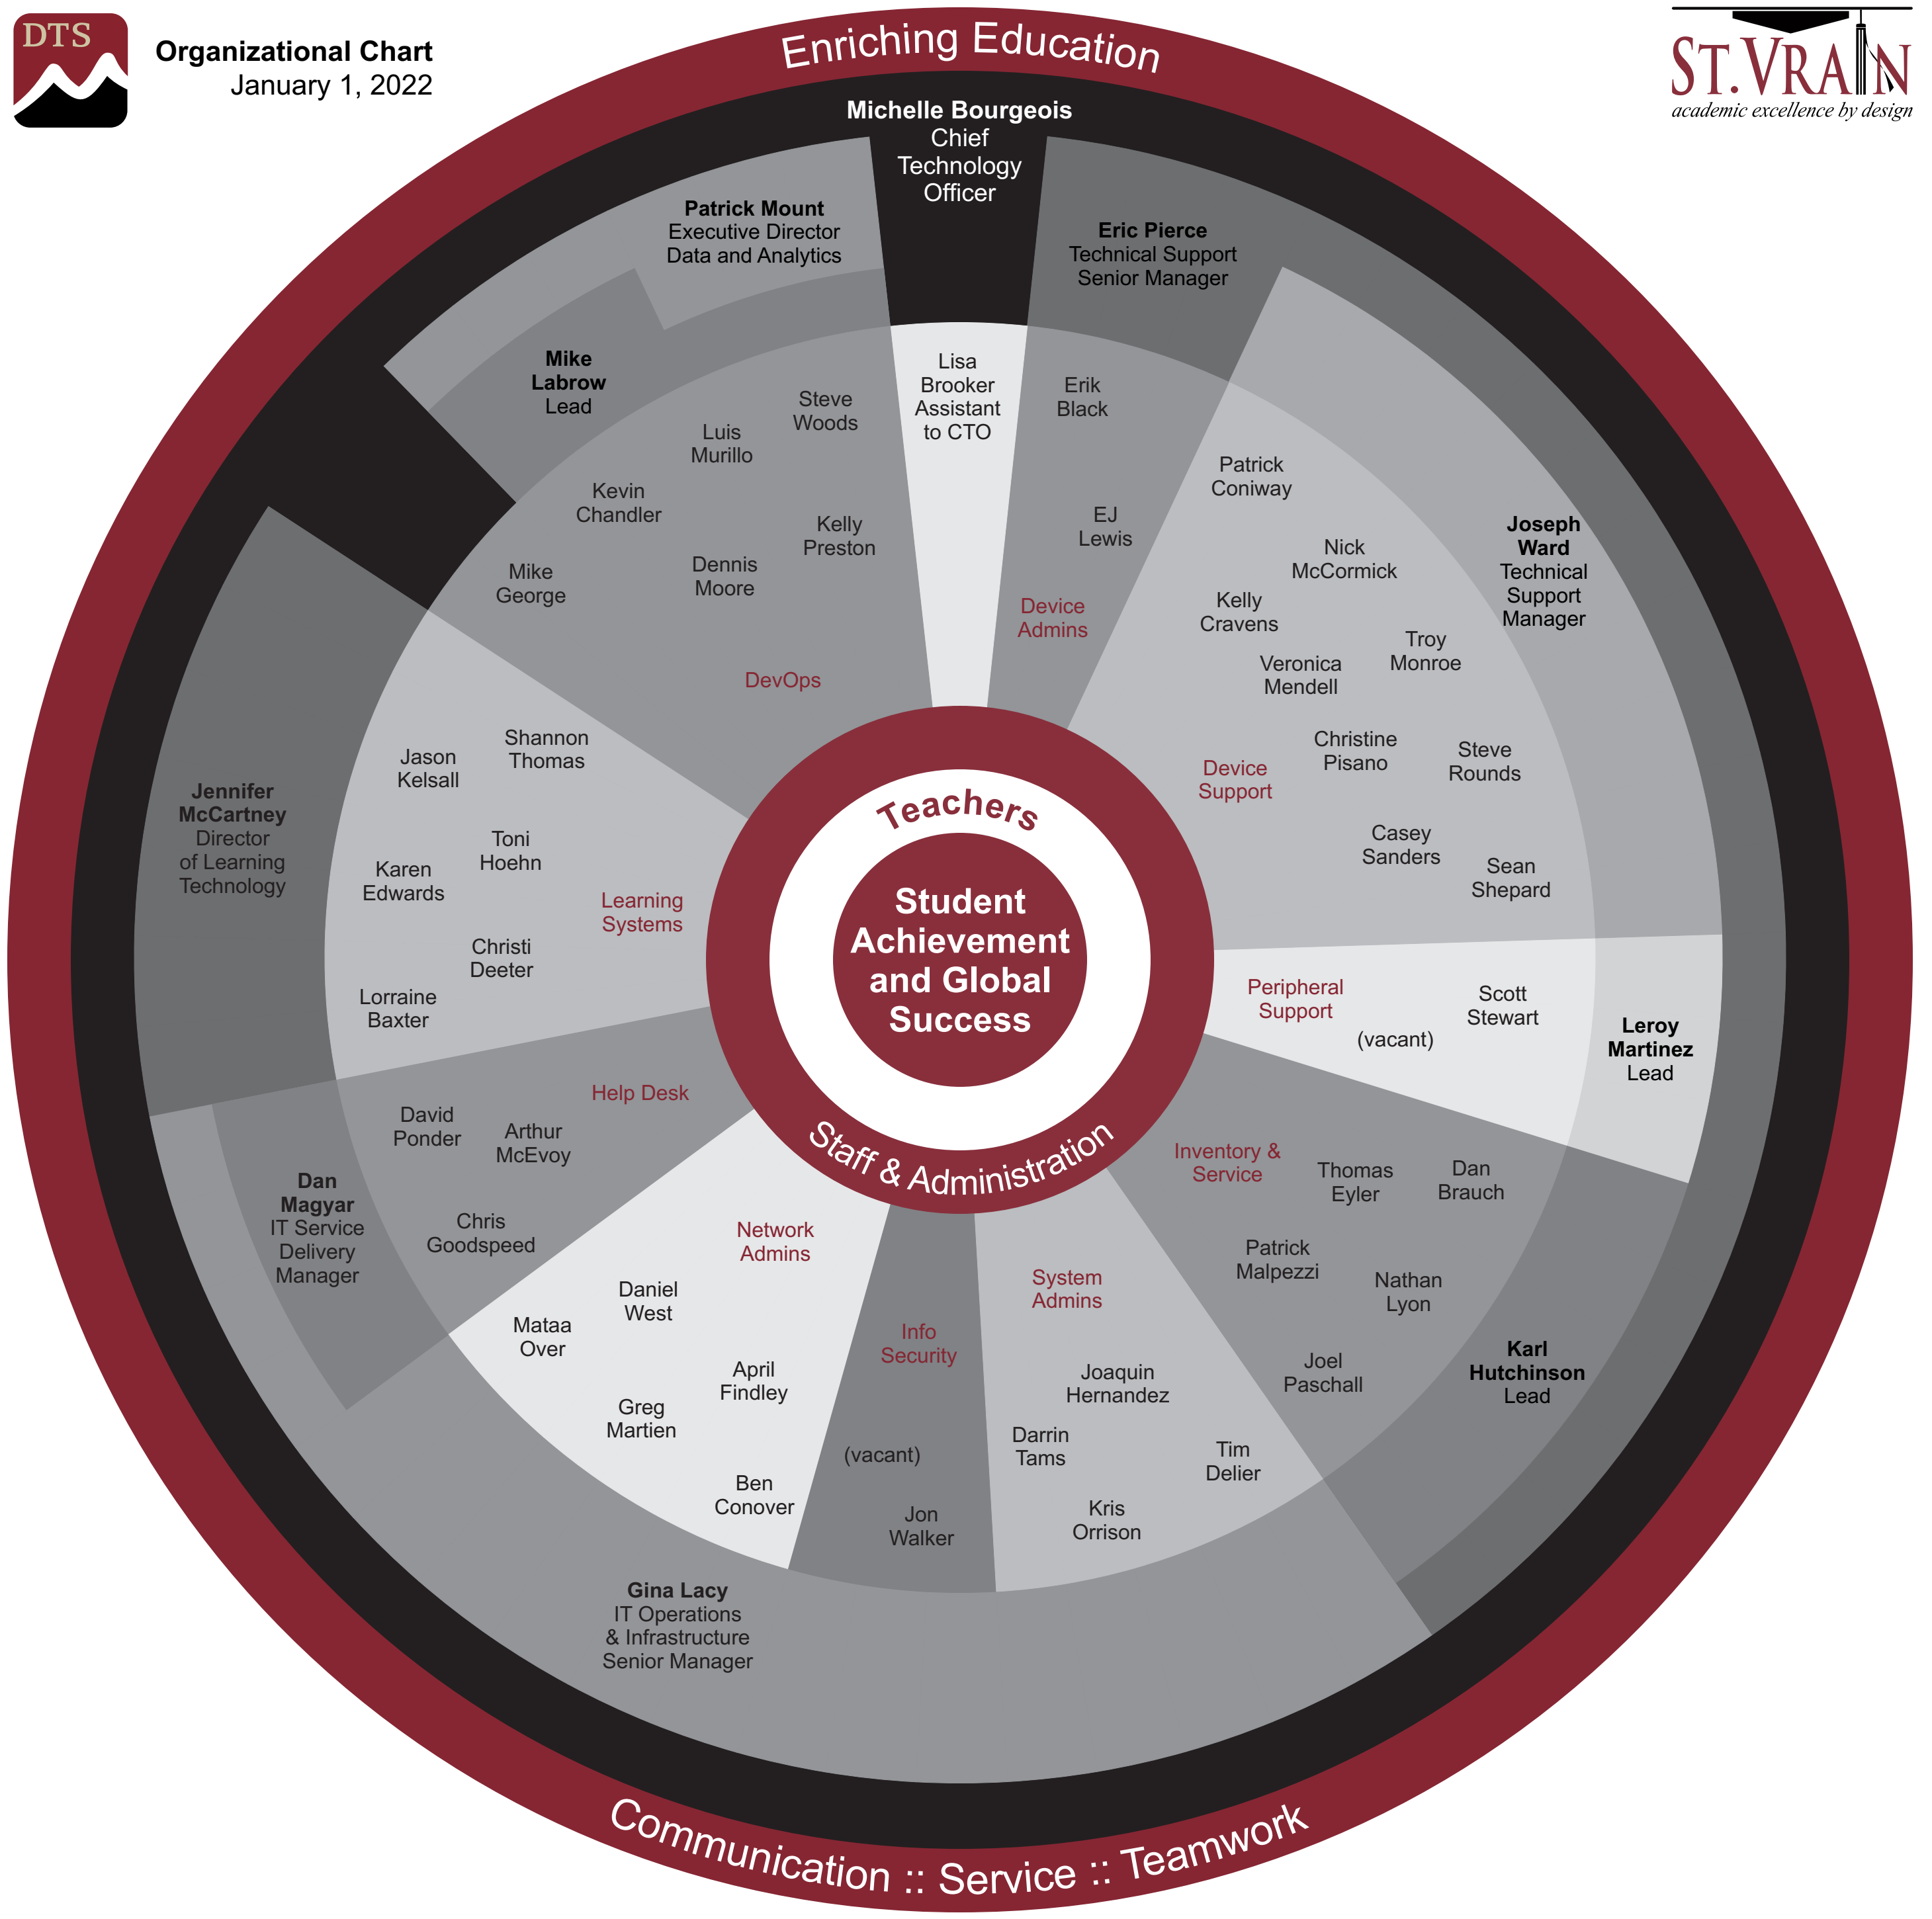 DTS
Organizational Chart
January 1, 2022
ST.VRAIN
academic excellence by design
Enriching Education
Michelle Bourgeois
Chief
Technology
Officer
Patrick Mount
Executive Director
Data and Analytics
Eric Pierce
Technical Support
Senior Manager
Mike
Labrow
Lead
Steve
Woods
Luis
Murillo
Kevin
Chandler
Kelly
Preston
Dennis
Moore
Mike
George
DevOps
Lisa
Brooker
Assistant
to CTO
Erik
Black
EJ
Lewis
Device
Admins
Patrick
Coniway
Nick
McCormick
Kelly
Cravens
Troy
Monroe
Veronica
Mendell
Christine
Pisano
Steve
Rounds
Device
Support
Casey
Sanders
Sean
Shepard
Joseph
Ward
Technical
Support
Manager
Jennifer
McCartney
Director
of Learning
Technology
Shannon
Thomas
Jason
Kelsall
Toni
Hoehn
Karen
Edwards
Learning
Systems
Christi
Deeter
Lorraine
Baxter
Teachers
Student
Achievement
and Global
Success
Staff & Administration
Peripheral
Support
Scott
Stewart
(vacant)
Leroy
Martinez
Lead
Help Desk
David
Ponder
Arthur
McEvoy
Chris
Goodspeed
Dan
Magyar
IT Service
Delivery
Manager
Inventory &
Service
Thomas
Eyler
Dan
Brauch
Patrick
Malpezzi
Nathan
Lyon
Joel
Paschall
Karl
Hutchinson
Lead
Network
Admins
Daniel
West
Mataa
Over
April
Findley
Greg
Martien
Ben
Conover
Info
Security
(vacant)
Jon
Walker
System
Admins
Joaquin
Hernandez
Darrin
Tams
Tim
Delier
Kris
Orrison
Gina Lacy
IT Operations
& Infrastructure
Senior Manager
Communication :: Service :: Teamwork